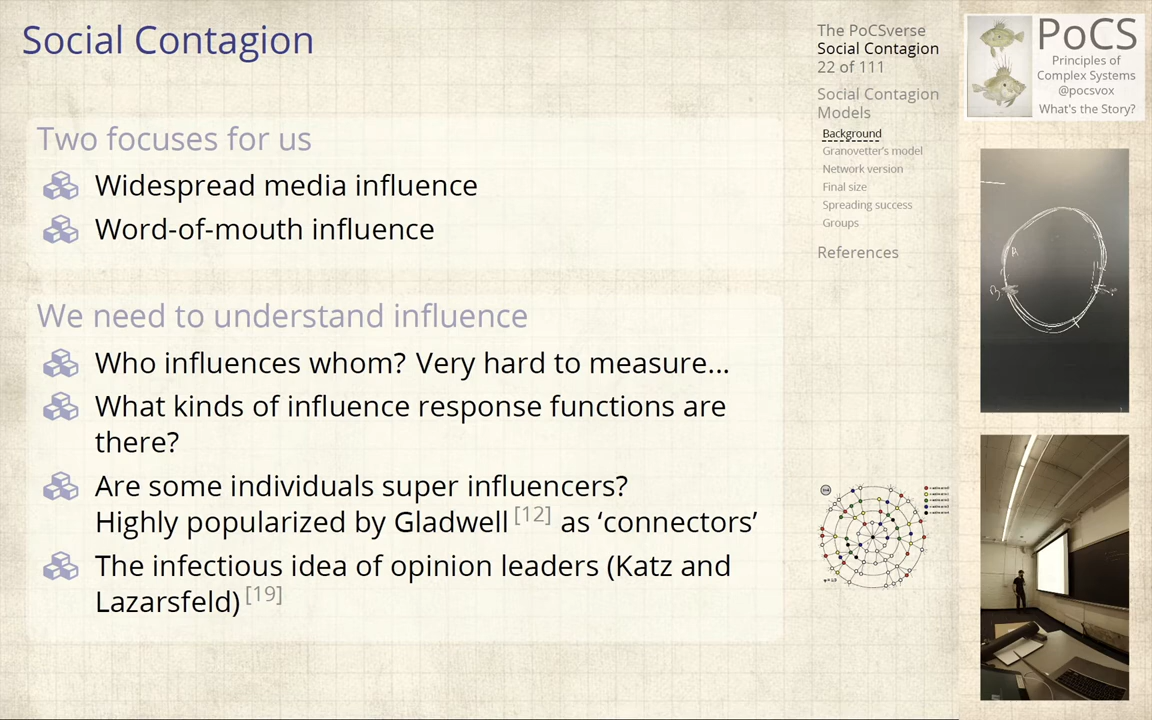 Social Contagion
Two focuses for us
Widespread media influence
Word-of-mouth influence
We need to understand influence
Who influences whom? Very hard to measure...
What kinds of influence response functions are
there?
Are some individuals super influencers?
Highly popularized by Gladwell [12] as ‘connectors’
The infectious idea of opinion leaders (Katz and
Lazarsfeld) [19]
The PoCSverse
Social Contagion
22 of 111
Social Contagion
Models
Background
Granovetter's model
Network version
Final size
Spreading success
Groups
References
PoCS
Principles of
Complex Systems
@pocsvox
What's the Story?